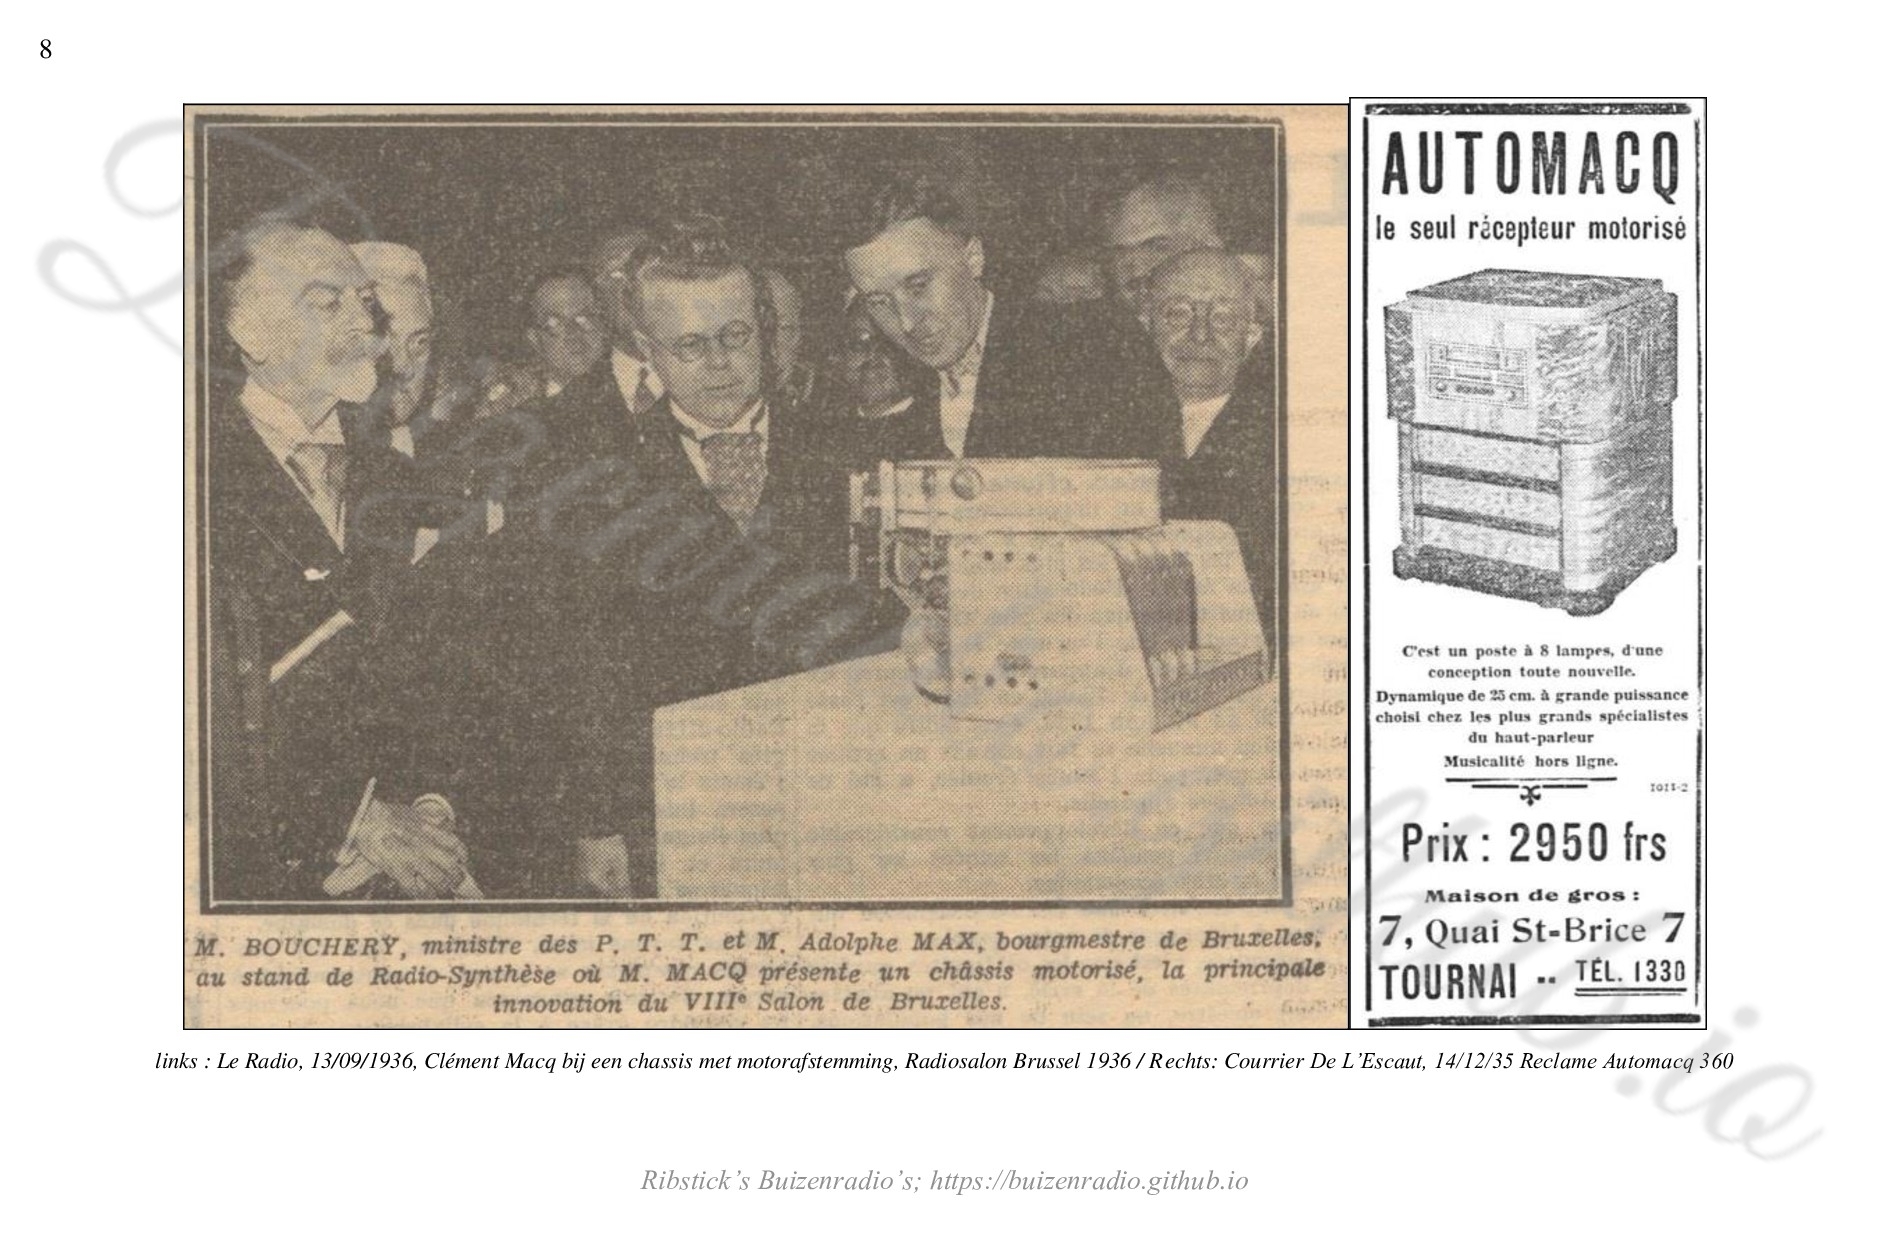 8
M. BOUCHERY, ministre des P. T. T. et M. Adolphe MAX, bourgmestre de Bruxelles,
au stand de Radio-Synthèse où M. MACQ présente un châssis motorisé, la principale
innovation du VIIIe Salon de Bruxelles.
AUTOMACQ
le seul récepteur motorisé
C'est un poste à 8 lampes, d'une
conception toute nouvelle.
Dynamique de 25 cm. à grande puissance
choisi chez les plus grands spécialistes
du haut-parleur
Musicalité hors ligne.
1011-2
Prix : 2950 frs
Maison de gros :
7, Quai St-Brice 7
TOURNAI -- TÉL. 1330
links : Le Radio, 13/09/1936, Clément Macq bij een chassis met motorafstemming, Radiosalon Brussel 1936 / Rechts: Courrier De L'Escaut, 14/12/35 Reclame Automacq 360
Ribstick's Buizenradio's; https://buizenradio.github.io